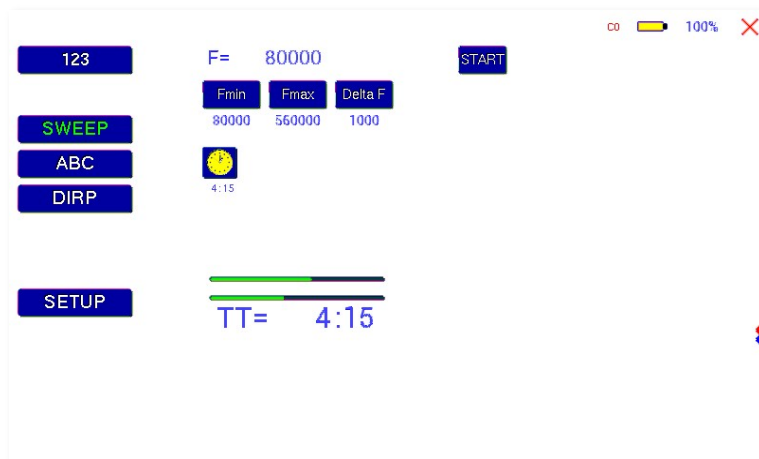 C0 100%
123 F= 80000 START
Fmin Fmax Delta F
80000 560000 1000
SWEEP
ABC
4:15
DIRP
SETUP
TT= 4:15